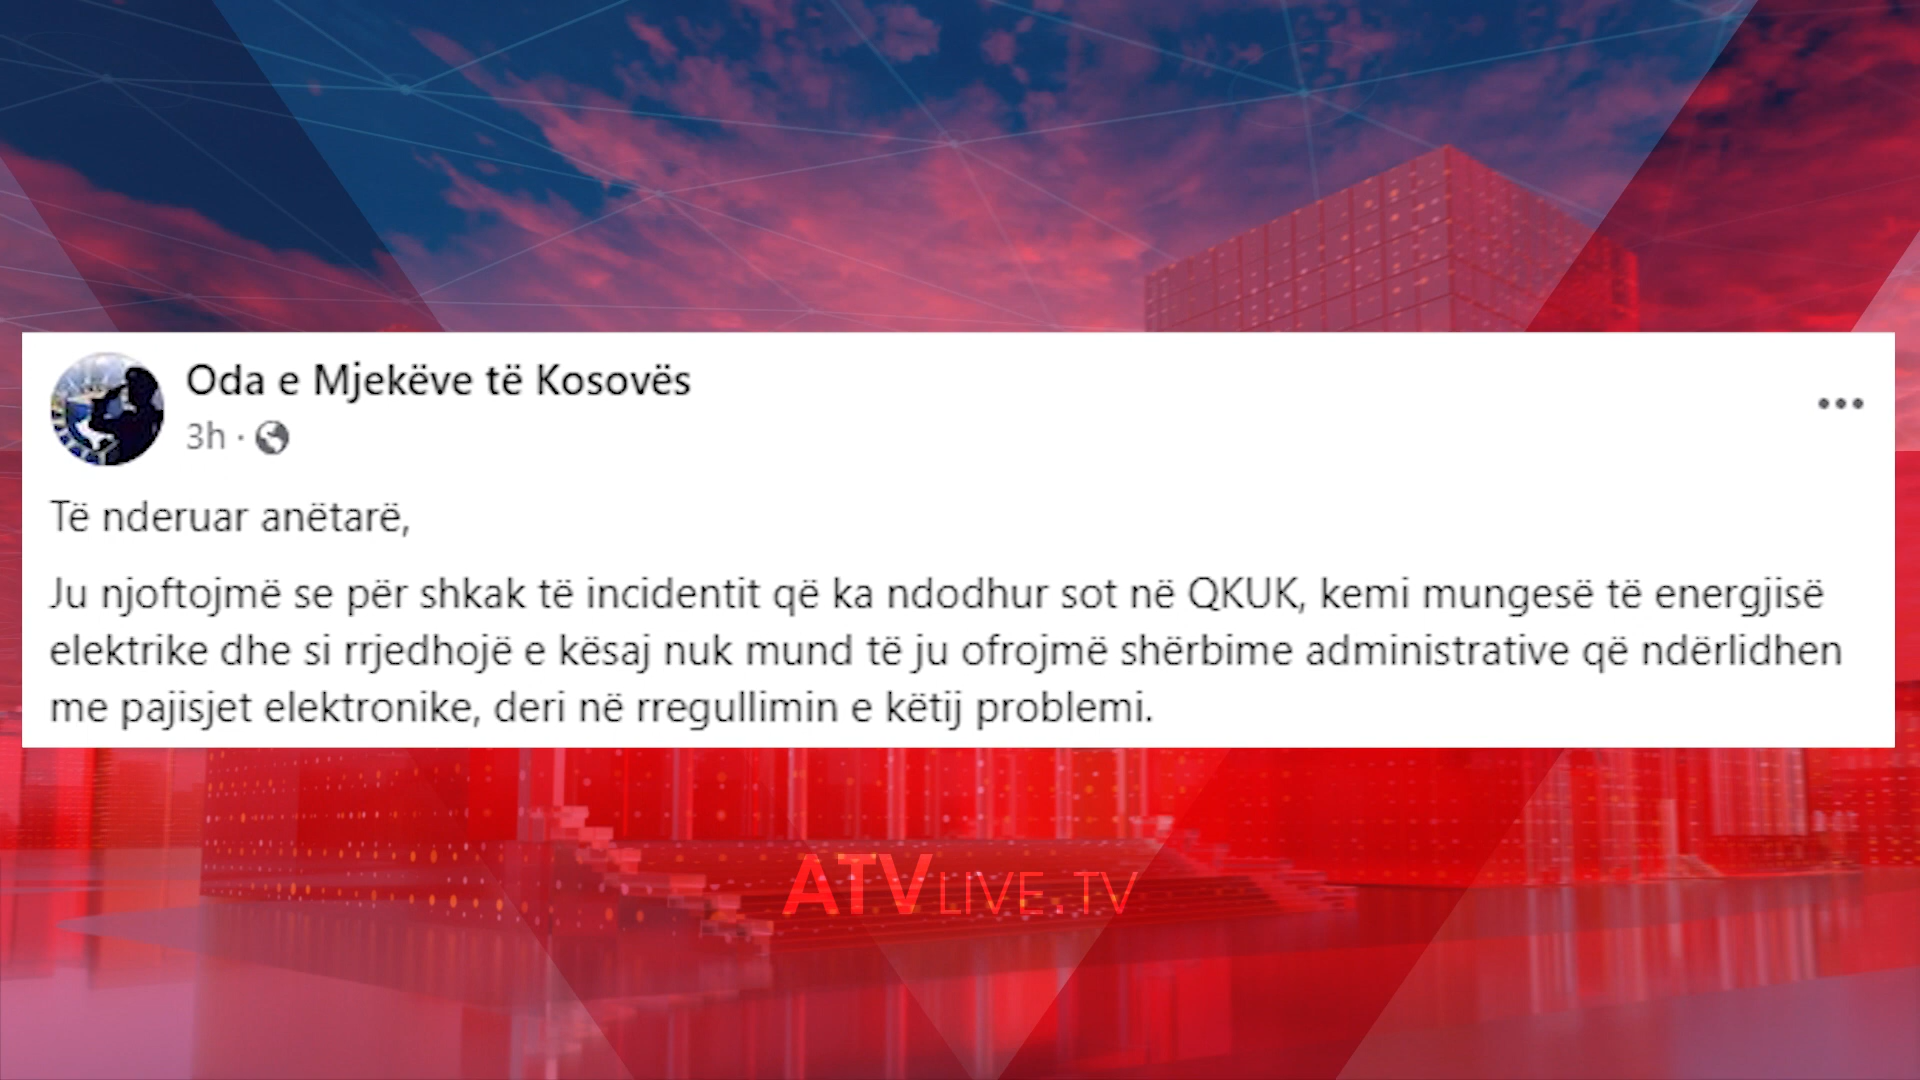 Oda e Mjekëve të Kosovës
3h ·
Të nderuar anëtarë,
Ju njoftojmë se për shkak të incidentit që ka ndodhur sot në QKUK, kemi mungesë të energjisë
elektrike dhe si rrjedhojë e kësaj nuk mund të ju ofrojmë shërbime administrative që ndërlidhen
me pajisjet elektronike, deri në rregullimin e këtij problemi.
ATVLIVE.TV